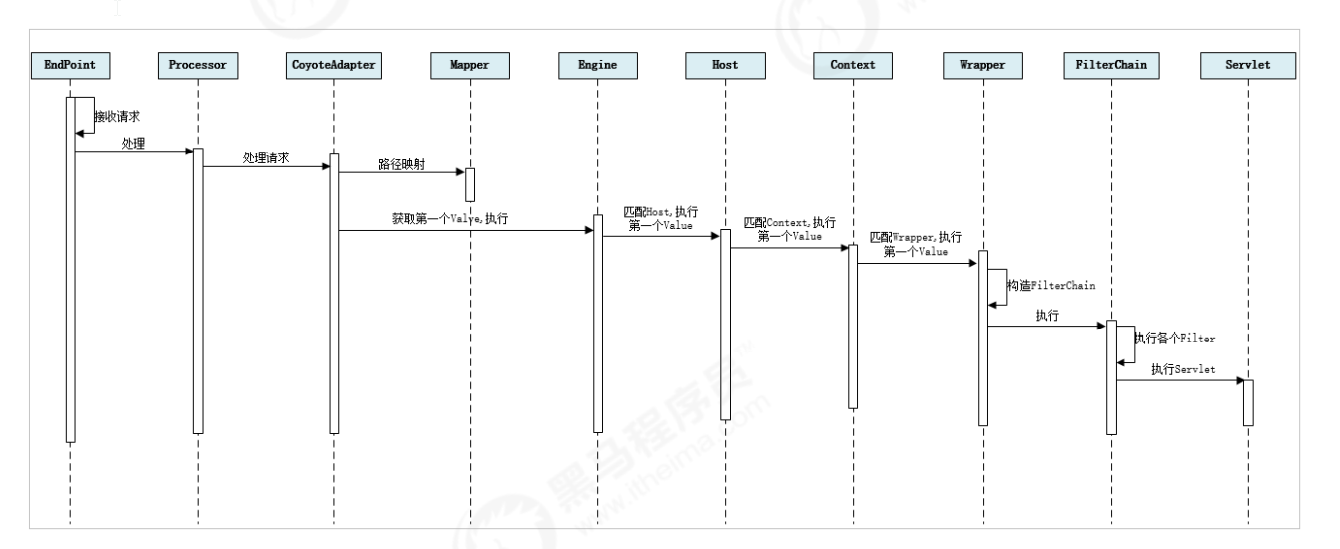 EndPoint
Processor
CoyoteAdapter
Mapper
Engine
Host
Context
Wrapper
FilterChain
Servlet
接收请求
处理
处理请求
路径映射
获取第一个Valve,执行
匹配Host,执行
第一个Value
匹配Context,执行
第一个Value
匹配Wrapper,执行
第一个Value
构造FilterChain
执行
执行各个Filter
执行Servlet
黑马程序员
www.itheima.com